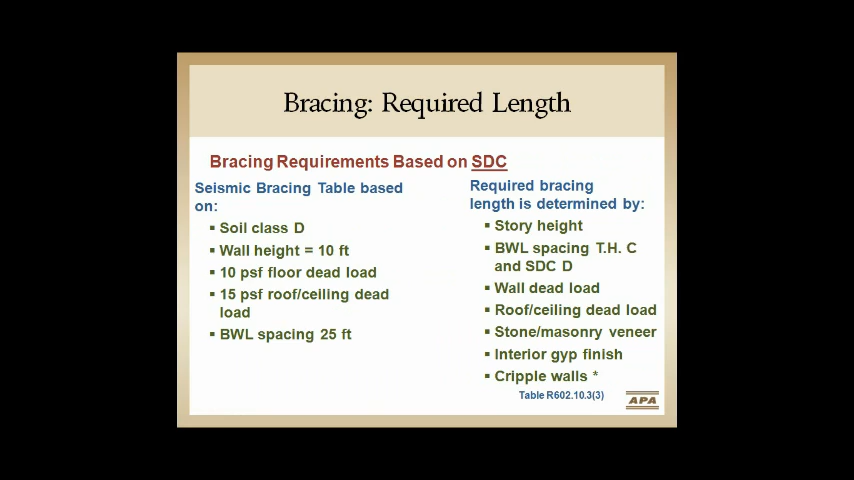 Bracing: Required Length
Bracing Requirements Based on SDC
Seismic Bracing Table based
on:
▪ Soil class D
▪ Wall height = 10 ft
▪ 10 psf floor dead load
▪ 15 psf roof/ceiling dead
load
▪ BWL spacing 25 ft
Required bracing
length is determined by:
▪ Story height
▪ BWL spacing T.H. C
and SDC D
▪ Wall dead load
▪ Roof/ceiling dead load
▪ Stone/masonry veneer
▪ Interior gyp finish
▪ Cripple walls *
Table R602.10.3(3)
APA